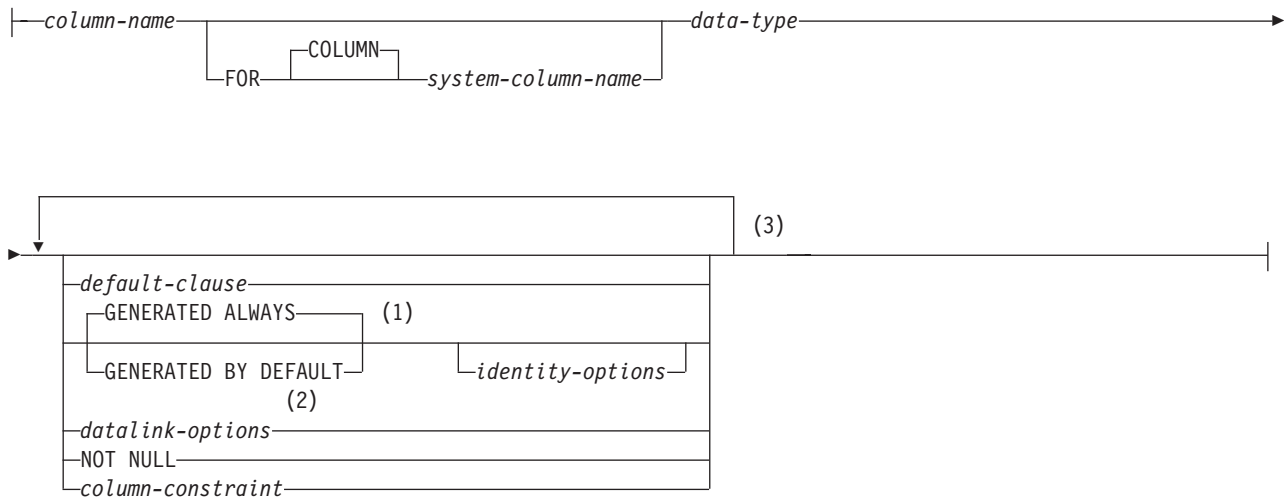 column-name data-type
COLUMN
FOR system-column-name
(3)
default-clause
GENERATED ALWAYS (1)
GENERATED BY DEFAULT identity-options
(2)
datalink-options
NOT NULL
column-constraint